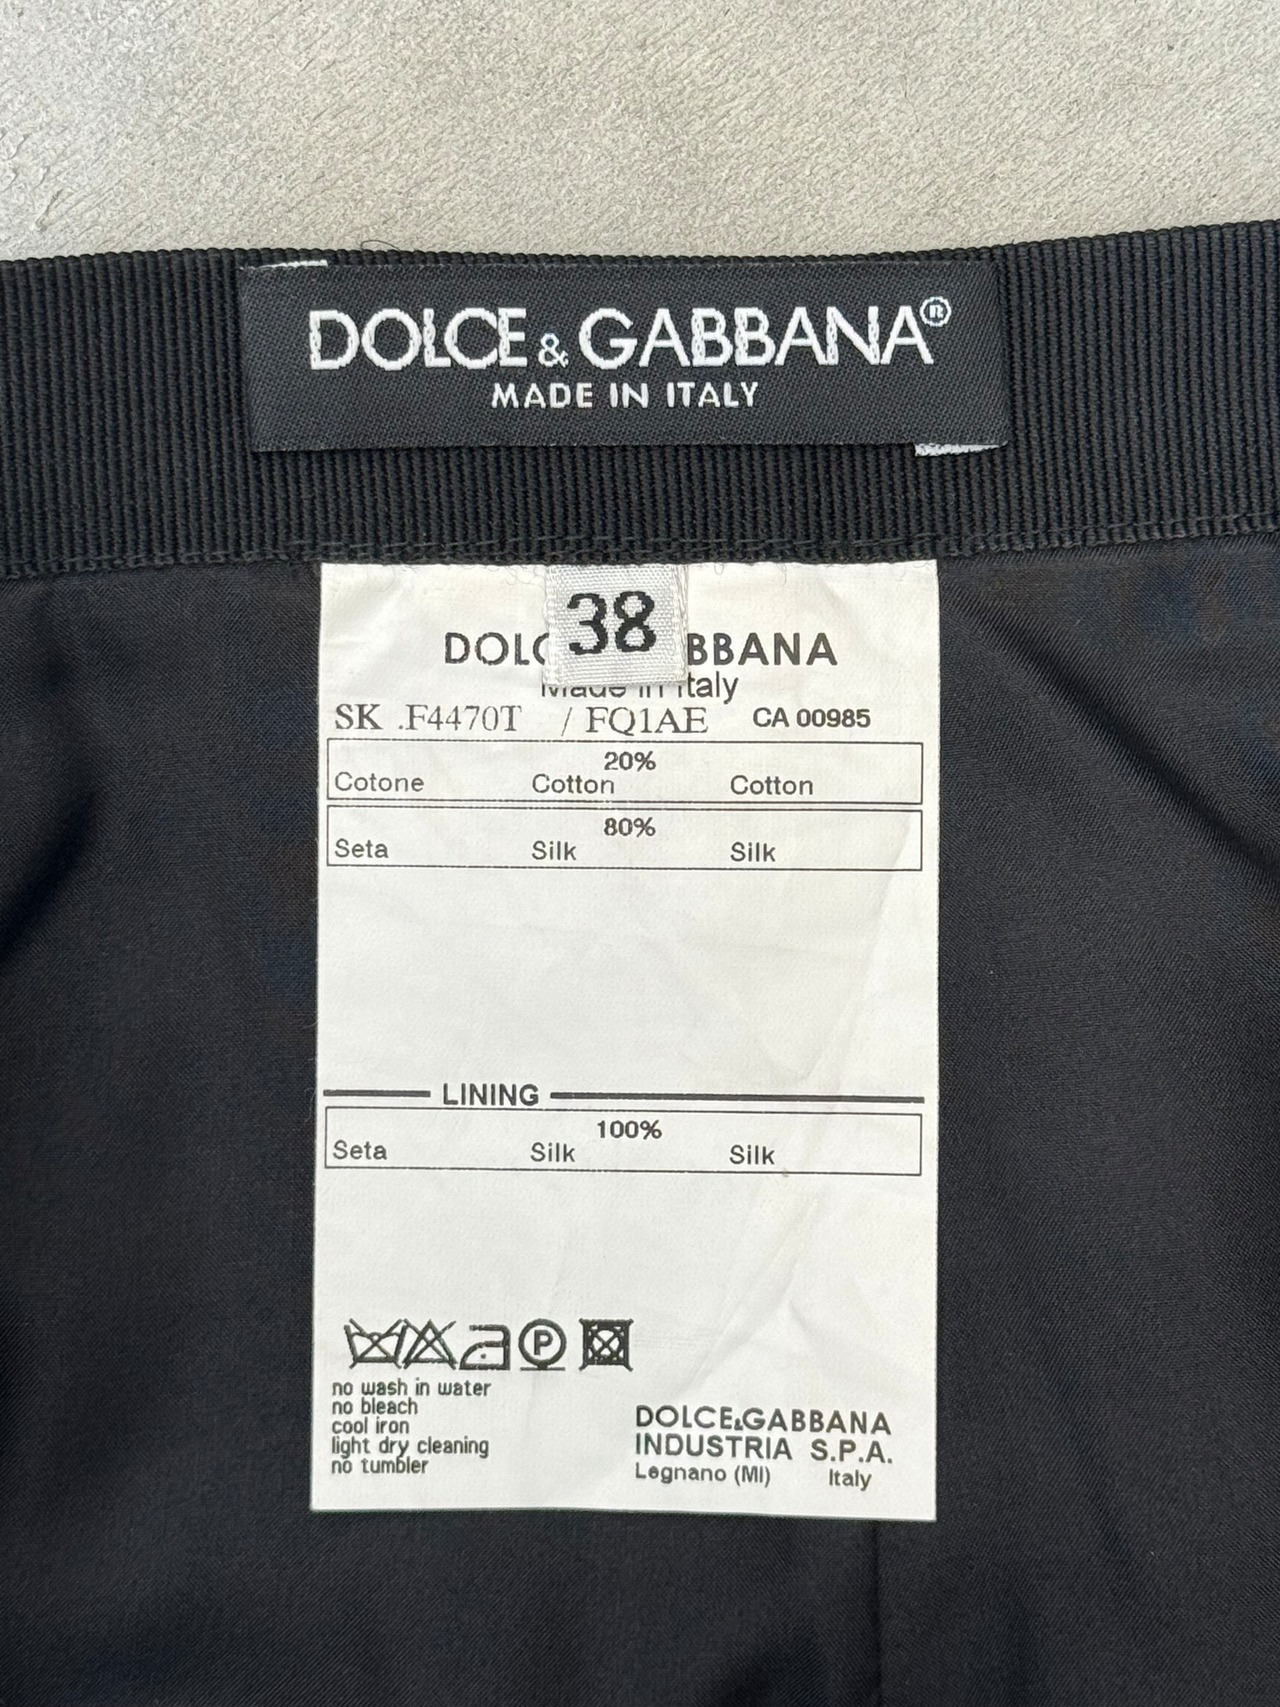 DOLCE & GABBANA®
MADE IN ITALY
38
DOL BBANA
Made in Italy
SK .F4470T / FQ1AE CA 00985
20%
Cotone Cotton Cotton
80%
Seta Silk Silk
LINING
100%
Seta Silk Silk
P
no wash in water
no bleach
cool iron
light dry cleaning
no tumbler
DOLCE&GABBANA
INDUSTRIA S.P.A.
Legnano (MI) Italy